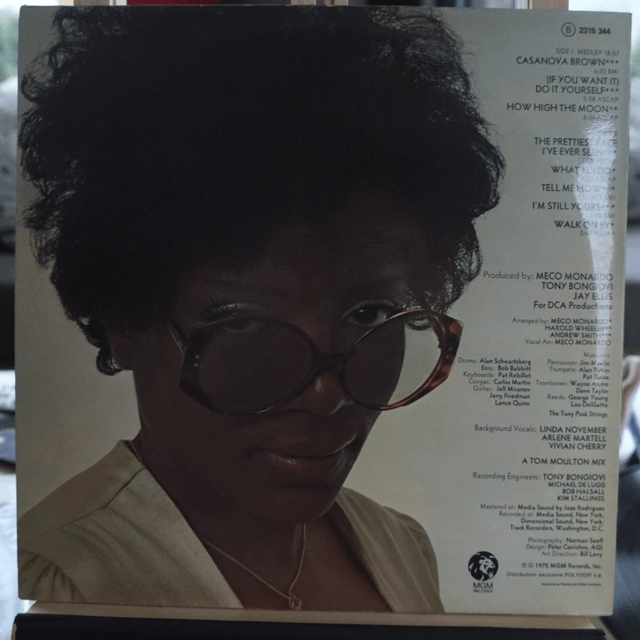 B 2315 344
SIDE 1 MEDLEY 18:57
CASANOVA BROWN***
6:03 BMI
(IF YOU WANT IT)
DO IT YOURSELF***
ASCAP
HOW HIGH THE MOON**
THE PRETTIEST FACE
I'VE EVER SEEN
TELL ME
I'M STILL YOURS
WALK ON BY
Produced by: MECO MONARDO
TONY BONGIOVI
JAY ELLIS
For DCA Productions
Arranged by: MECO MONARDO
HAROLD WHEELER
ANDREW SMITH
Vocal Arr: MECO MONARDO
Drums: Alan Schwartzberg
Bass: Bob Babbitt
Keyboards: Pat Rebillot
Congas: Carlos Martin
Guitar: Jeff Mironov
Jerry Friedman
Lance Quinn
Percussion:
Trumpets: Alan Rubin
Trombones: Wayne Andre
Dave Taylor
Reeds: George Young
Lou Delgatto
The Tony Pink Strings
Background Vocals: LINDA NOVEMBER
ARLENE MARTELL
VIVIAN CHERRY
A TOM MOULTON MIX
Recording Engineers: TONY BONGIOVI
MICHAEL DE LUGG
BOB HALSALL
KIM STALLINGS
Mastered at: Media Sound by Jose Rodriguez
Recorded at: Media Sound, New York;
Dimensional Sound, New York;
Track Recorders, Washington, D.C.
Photography: Norman Seeff
Design: Peter Corriston, AGI
Art Direction: Bill Levy
MGM
RECORDS
℗ © 1975 MGM Records, Inc.
Distribution exclusive POLYDOR s.a.